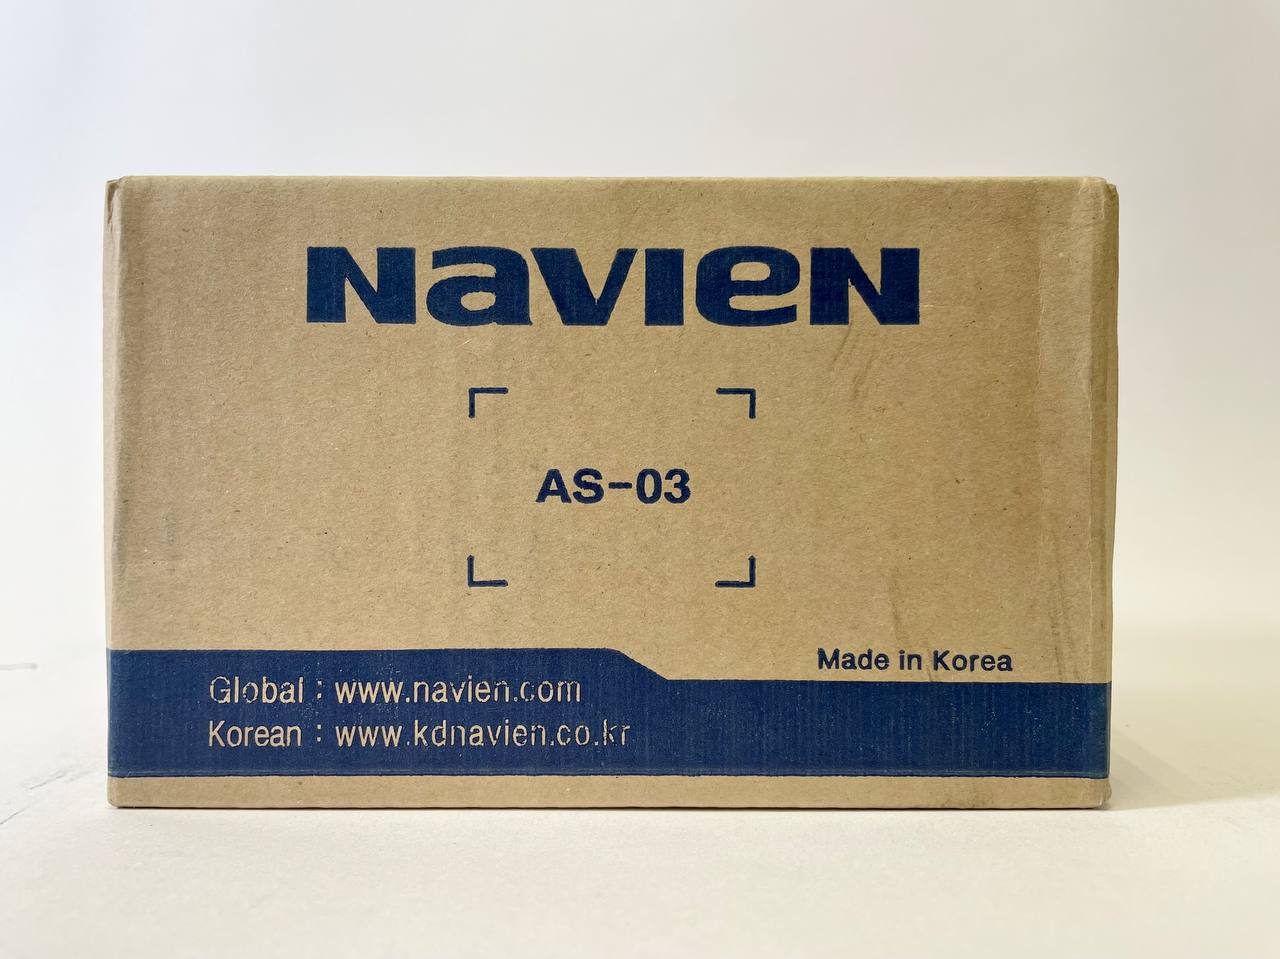 NavieN
AS-03
Made in Korea
Global : www.navien.com
Korean : www.kdnavien.co.kr